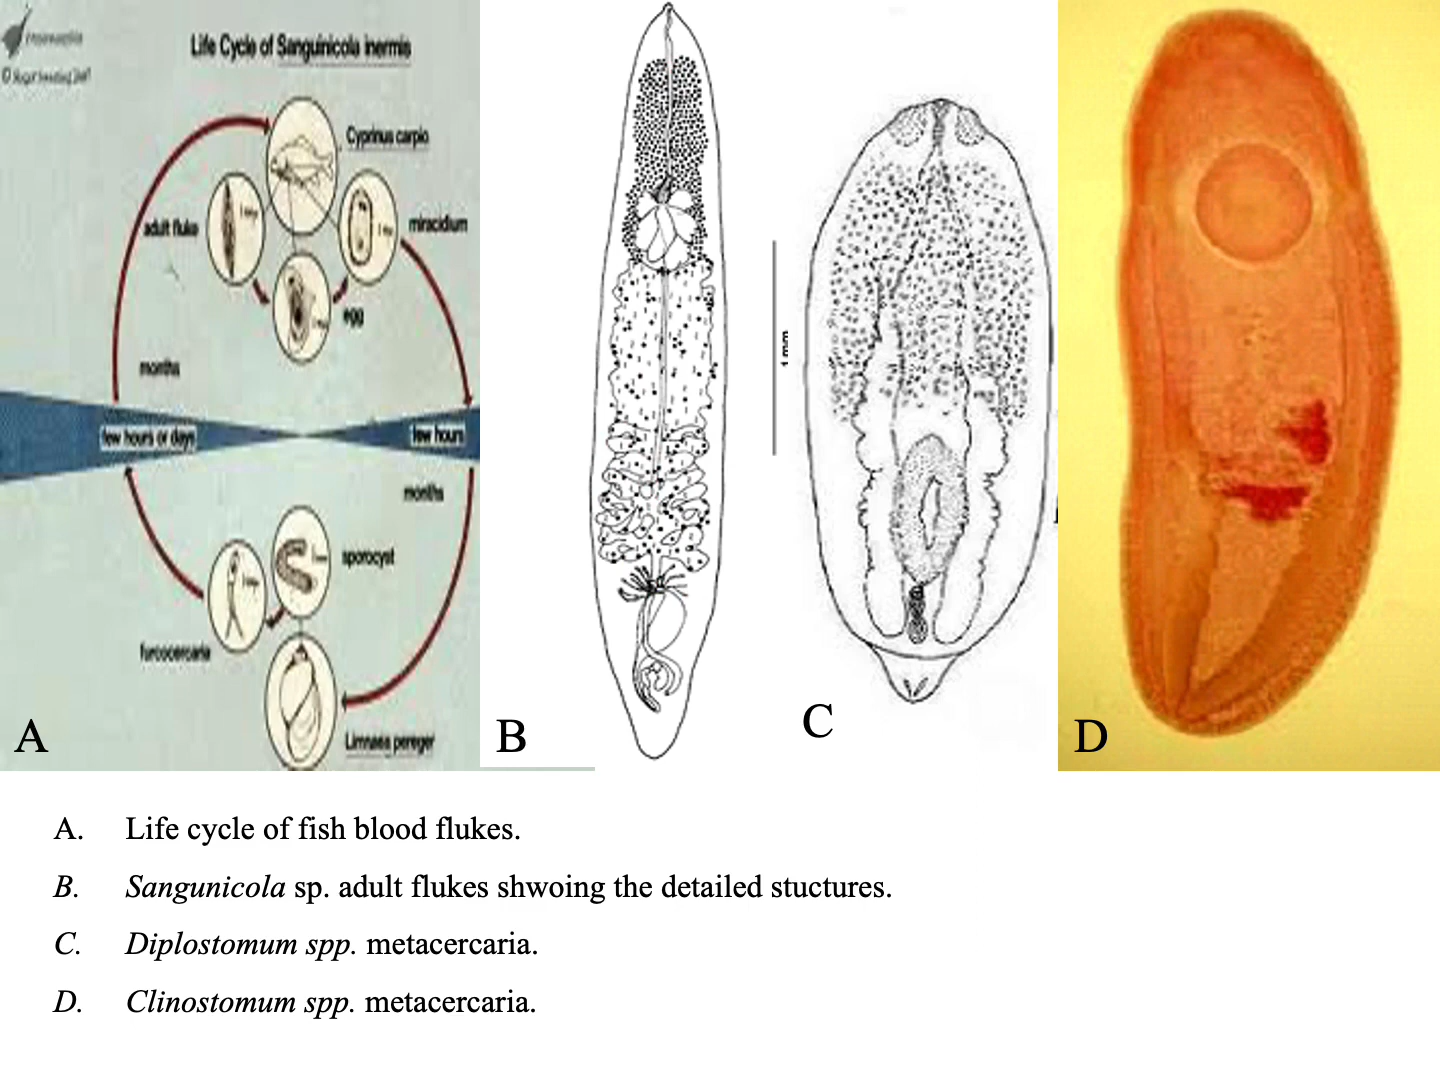 Life Cycle of Sanguinicola inermis
Cyprinus carpio
adult fluke
miracidium
egg
months
few hours or days
few hours
months
sporocyst
furcocercaria
Limnaea pereger
1 mm
A
B
C
D
A. Life cycle of fish blood flukes.
B. Sangunicola sp. adult flukes shwoing the detailed stuctures.
C. Diplostomum spp. metacercaria.
D. Clinostomum spp. metacercaria.